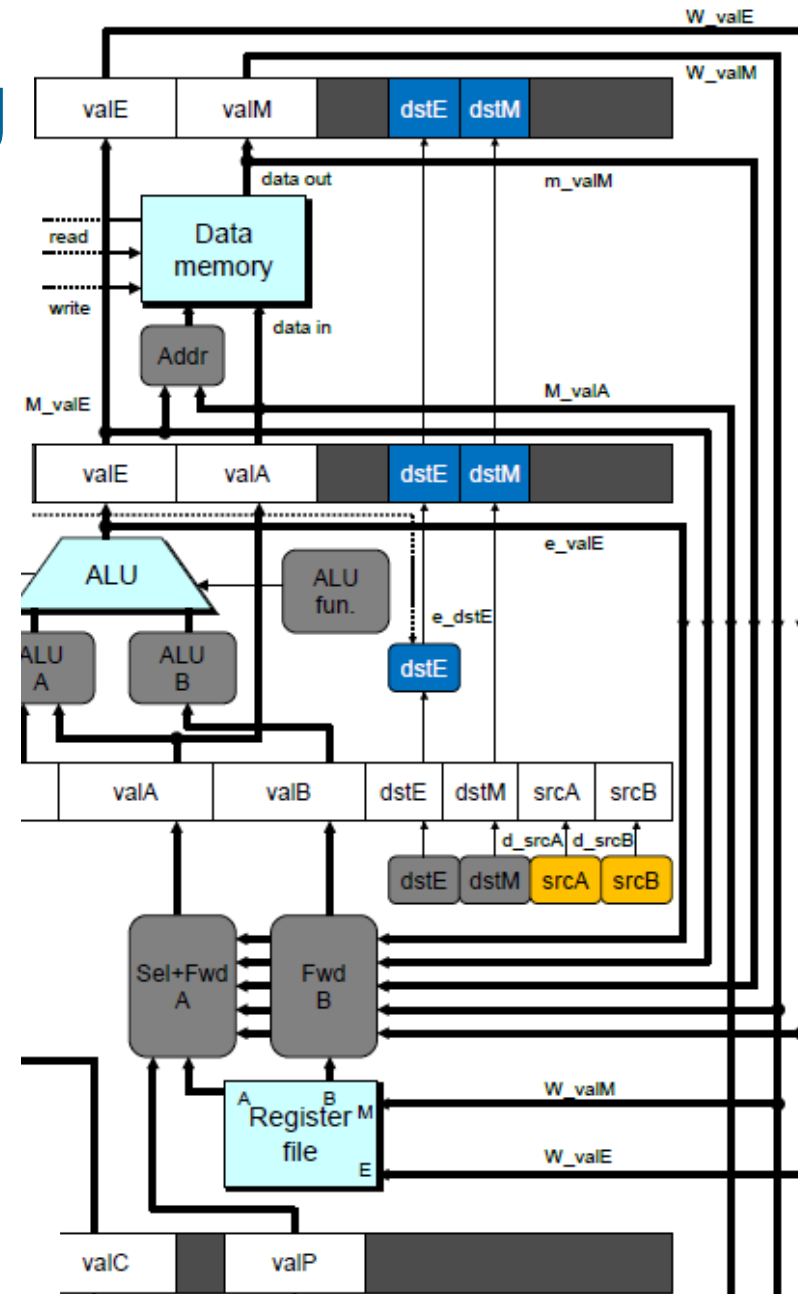 W_valE
W_valM
valE valM dstE dstM
data out m_valM
read
Data
memory
write
data in
Addr
M_valE M_valA
valE valA dstE dstM
e_valE
ALU
ALU
fun.
e_dstE
ALU
A
ALU
B
dstE
valA valB dstE dstM srcA srcB
d_srcA d_srcB
dstE dstM srcA srcB
Sel+Fwd
A
Fwd
B
W_valM
A B
Register M
file
E
W_valE
valC valP